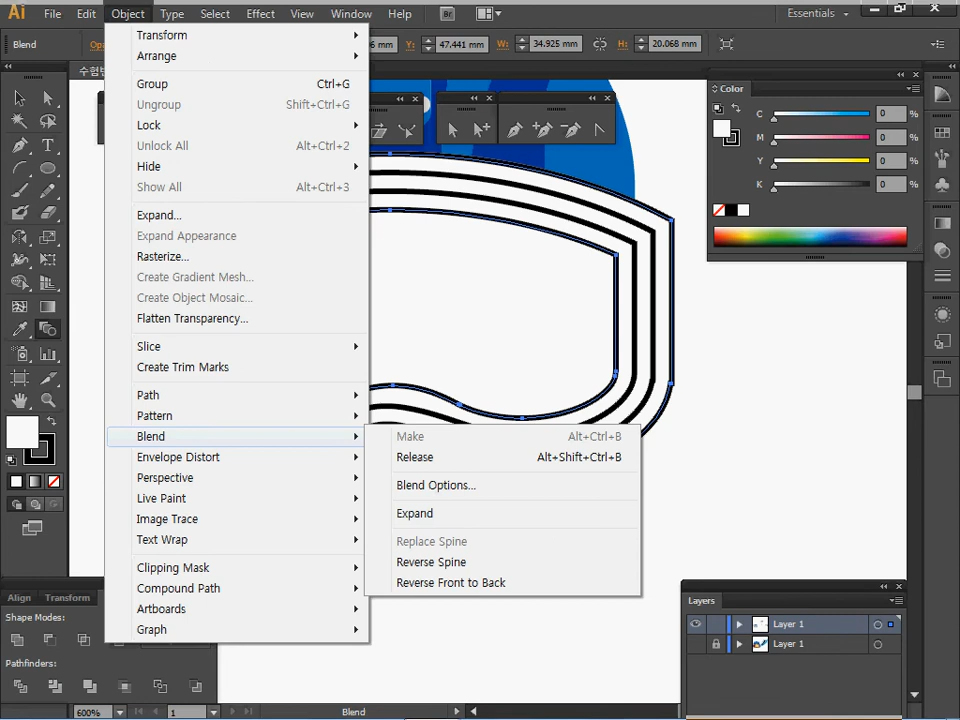 Ai File Edit Object Type Select Effect View Window Help Br Essentials
Blend Opa 6 mm Y: 47.441 mm W: 34.925 mm H: 20.068 mm
수험번
Transform
Arrange
Group Ctrl+G
Ungroup Shift+Ctrl+G
Lock
Unlock All Alt+Ctrl+2
Hide
Show All Alt+Ctrl+3
Expand...
Expand Appearance
Rasterize...
Create Gradient Mesh...
Create Object Mosaic...
Flatten Transparency...
Slice
Create Trim Marks
Path
Pattern
Blend
Envelope Distort
Perspective
Live Paint
Image Trace
Text Wrap
Clipping Mask
Compound Path
Artboards
Graph
Make Alt+Ctrl+B
Release Alt+Shift+Ctrl+B
Blend Options...
Expand
Replace Spine
Reverse Spine
Reverse Front to Back
Color
C 0 %
M 0 %
Y 0 %
K 0 %
Align Transform
Shape Modes:
Pathfinders:
Layers
Layer 1
Layer 1
600% 1 Blend